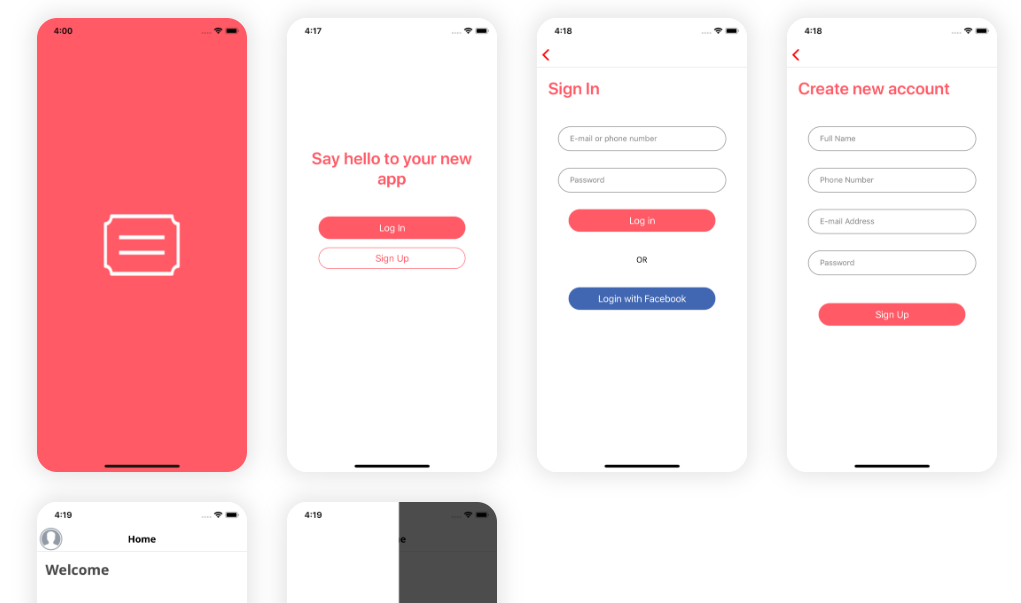 4:00
4:17
Say hello to your new
app
Log In
Sign Up
4:18
Sign In
E-mail or phone number
Password
Log in
OR
Login with Facebook
4:18
Create new account
Full Name
Phone Number
E-mail Address
Password
Sign Up
4:19
Home
Welcome
4:19
e